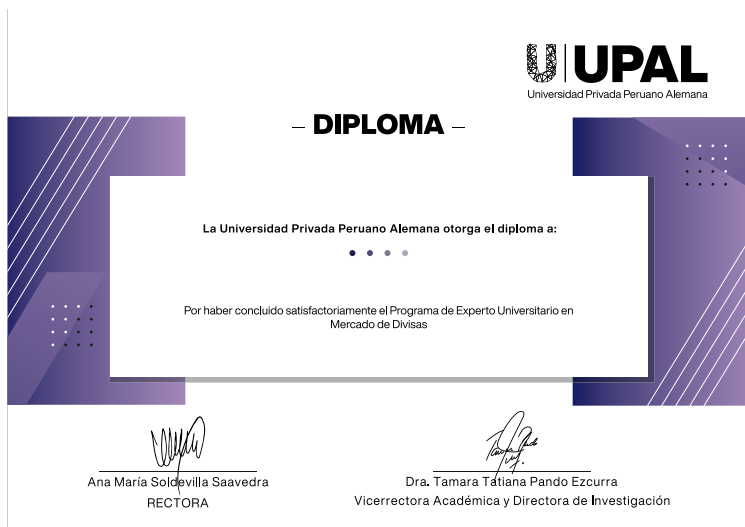 UPAL
Universidad Privada Peruano Alemana
– DIPLOMA –
La Universidad Privada Peruano Alemana otorga el diploma a:
Por haber concluido satisfactoriamente el Programa de Experto Universitario en
Mercado de Divisas
Ana María Soldevilla Saavedra
RECTORA
Dra. Tamara Tatiana Pando Ezcurra
Vicerrectora Académica y Directora de Investigación